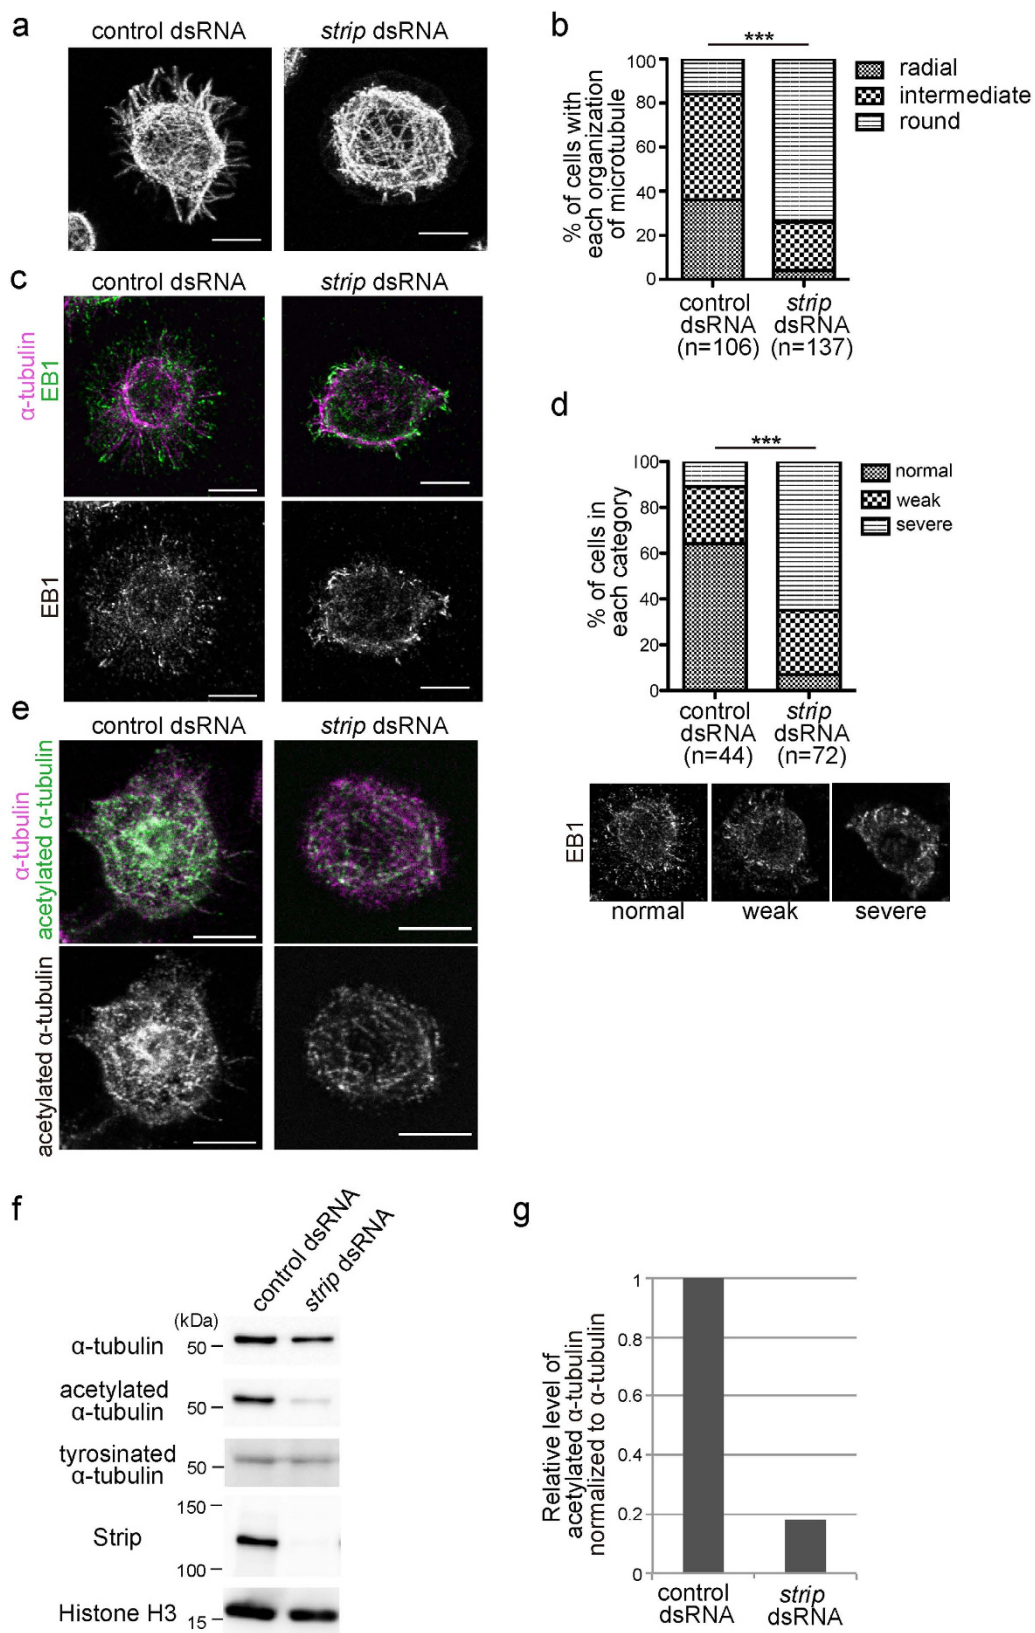 a
control dsRNA
strip dsRNA
b
***
% of cells with
each organization
of microtubule
100
80
60
40
20
0
control
dsRNA
(n=106)
strip
dsRNA
(n=137)
radial
intermediate
round
c
control dsRNA
strip dsRNA
α-tubulin
EB1
EB1
d
***
% of cells in
each category
100
80
60
40
20
0
control
dsRNA
(n=44)
strip
dsRNA
(n=72)
normal
weak
severe
EB1
normal
weak
severe
e
control dsRNA
strip dsRNA
α-tubulin
acetylated α-tubulin
acetylated α-tubulin
f
control dsRNA
strip dsRNA
(kDa)
α-tubulin
50
acetylated
α-tubulin
50
tyrosinated
α-tubulin
50
150
Strip
100
Histone H3
15
g
Relative level of
acetylated α-tubulin
normalized to α-tubulin
1
0.8
0.6
0.4
0.2
0
control
dsRNA
strip
dsRNA